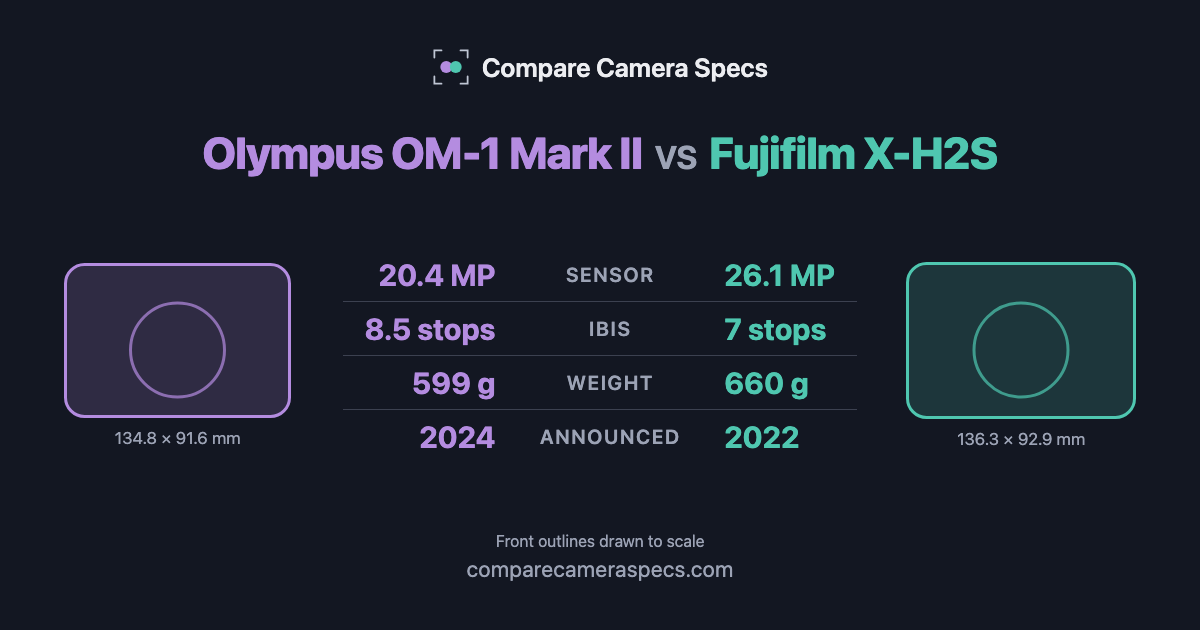 Compare Camera Specs
Olympus OM-1 Mark II vs Fujifilm X-H2S
20.4 MP SENSOR 26.1 MP
8.5 stops IBIS 7 stops
599 g WEIGHT 660 g
2024 ANNOUNCED 2022
134.8 × 91.6 mm
136.3 × 92.9 mm
Front outlines drawn to scale
comparecameraspecs.com